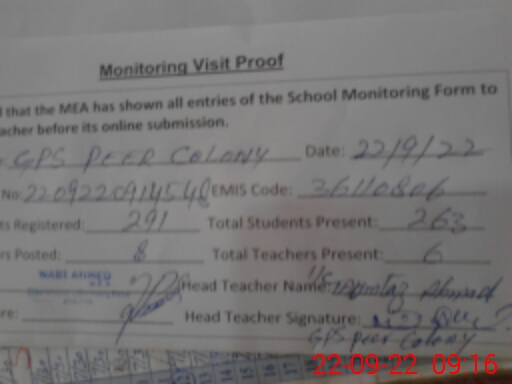 Monitoring Visit Proof
that the MEA has shown all entries of the School Monitoring Form to
acher before its online submission.
GPS PEER COLONY Date: 22/9/22
No: 2209220914548 EMIS Code: 36110806
ts Registered: 291 Total Students Present: 263
rs Posted: 8 Total Teachers Present: 6
Head Teacher Name: I/C Mumtaz Ahmad
re: Head Teacher Signature:
GPS peer Colony
22-09-22 09:16